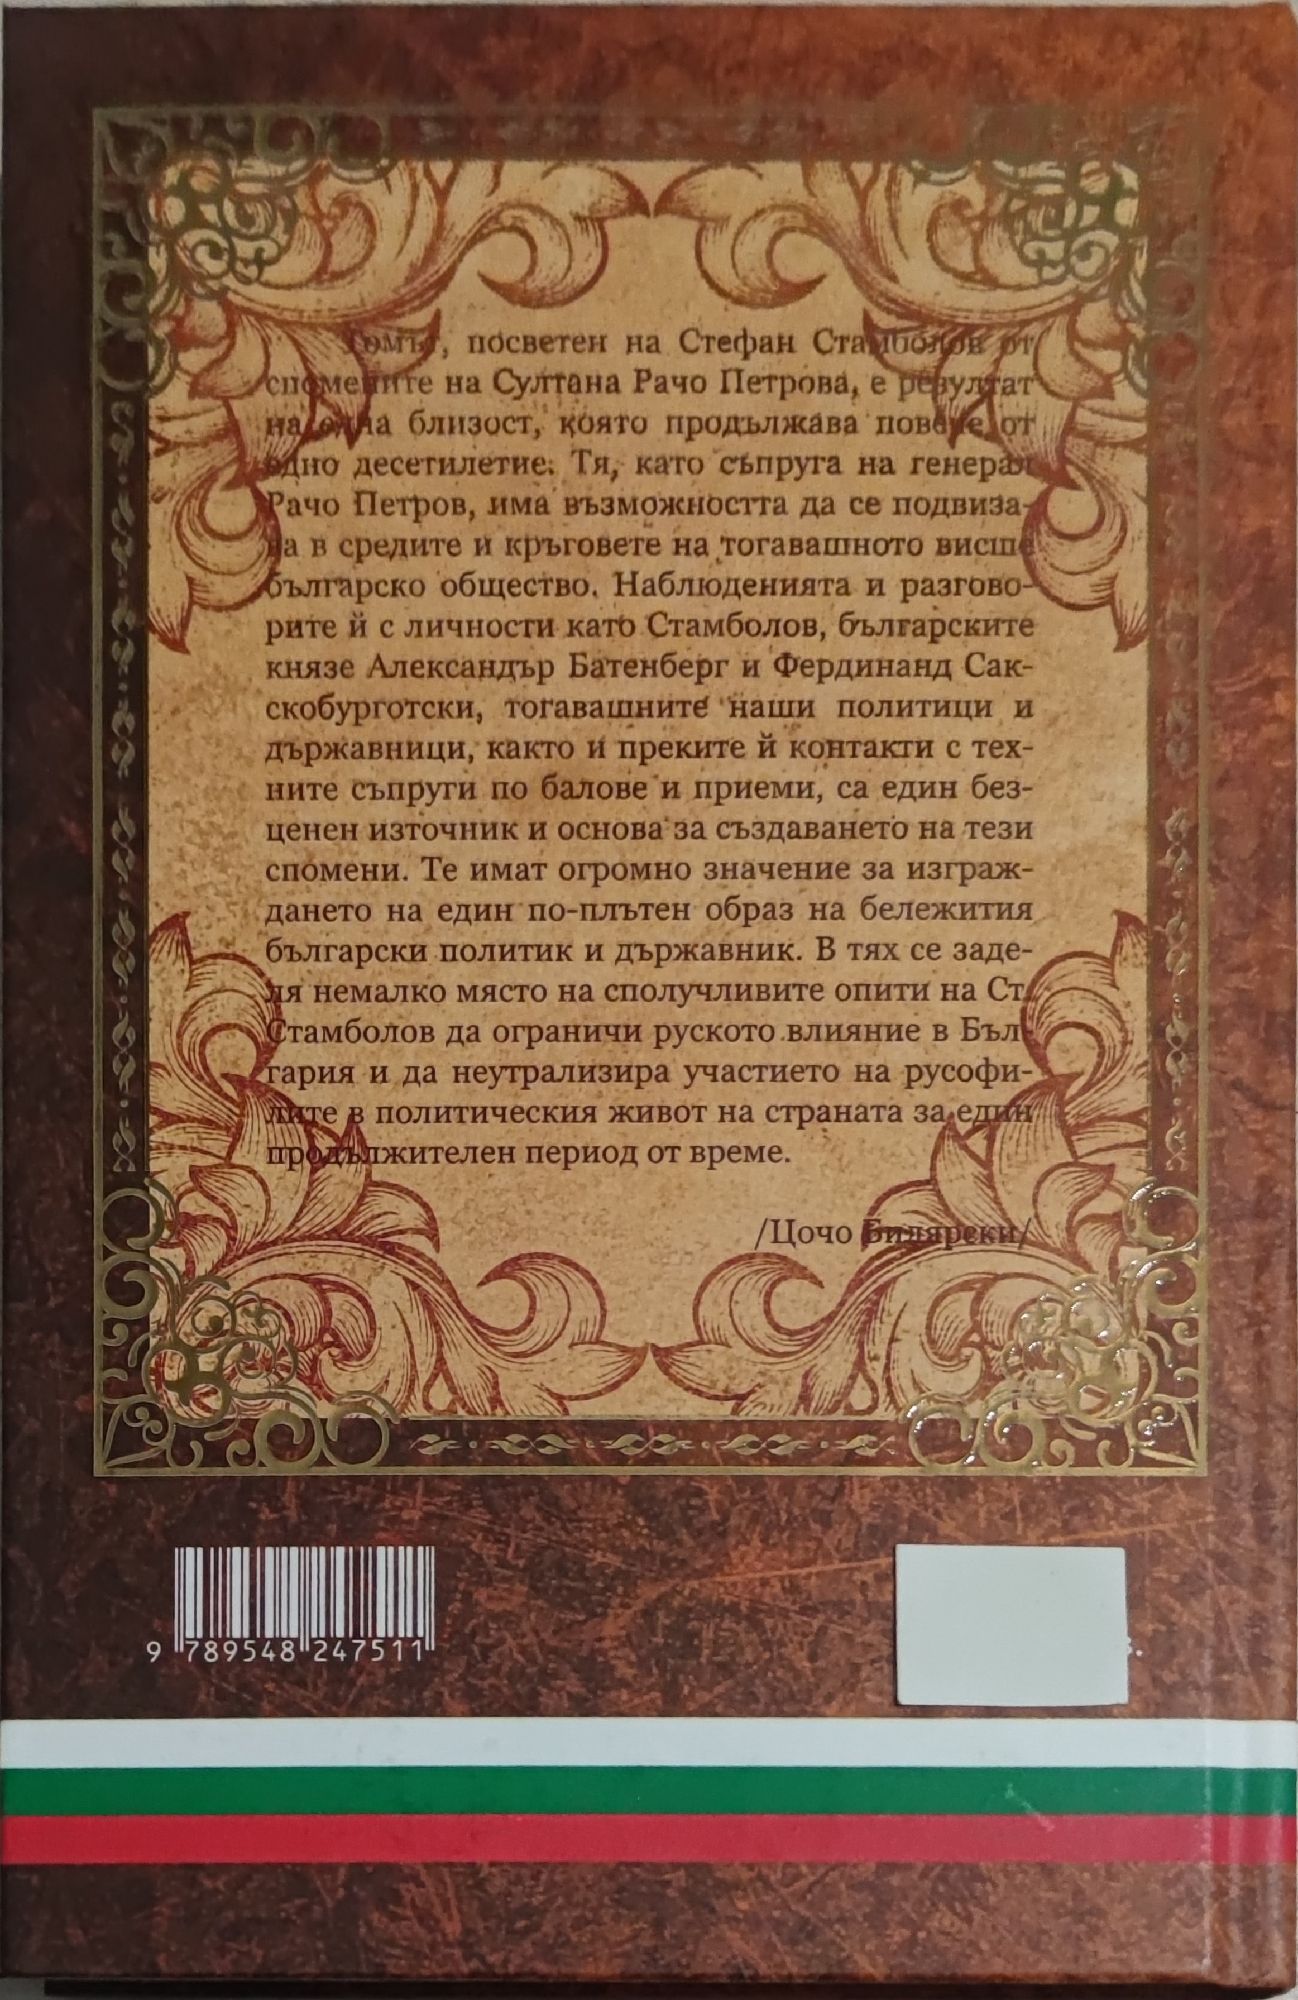 Томът, посветен на Стефан Стамболов от
спомените на Султана Рачо Петрова, е резултат
на една близост, която продължава повече от
едно десетилетие. Тя, като съпруга на генерал
Рачо Петров, има възможността да се подвиза-
ва в средите и кръговете на тогавашното висше
българско общество. Наблюденията и разгово-
рите ѝ с личности като Стамболов, българските
князе Александър Батенберг и Фердинанд Сак-
скобурготски, тогавашните наши политици и
държавници, както и преките ѝ контакти с тех-
ните съпруги по балове и приеми, са един без-
ценен източник и основа за създаването на тези
спомени. Те имат огромно значение за изграж-
дането на един по-плътен образ на бележития
български политик и държавник. В тях се заде-
ля немалко място на сполучливите опити на Ст.
Стамболов да ограничи руското влияние в Бъл-
гария и да неутрализира участието на русофи-
лите в политическия живот на страната за един
продължителен период от време.
/Цочо Билярски/
9 789548 247511